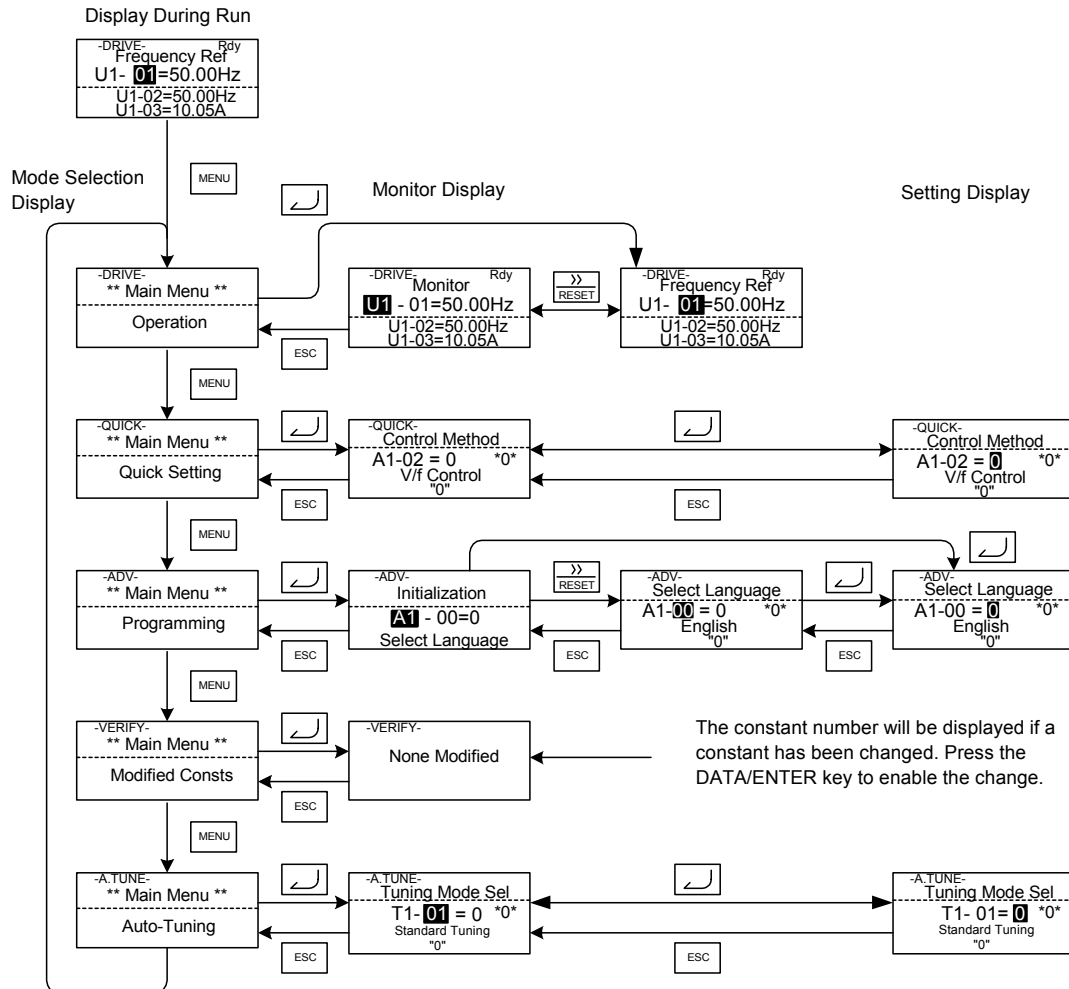 Display During Run
-DRIVE- Rdy
Frequency Ref
U1- 01=50.00Hz
U1-02=50.00Hz
U1-03=10.05A
MENU
Mode Selection
Display
Monitor Display
Setting Display
-DRIVE-
** Main Menu **
Operation
-DRIVE- Rdy
Monitor
U1 - 01=50.00Hz
U1-02=50.00Hz
U1-03=10.05A
>>
RESET
-DRIVE- Rdy
Frequency Ref
U1- 01=50.00Hz
U1-02=50.00Hz
U1-03=10.05A
ESC
MENU
-QUICK-
** Main Menu **
Quick Setting
ESC
-QUICK-
Control Method
A1-02 = 0 *0*
V/f Control
"0"
ESC
-QUICK-
Control Method
A1-02 = 0 *0*
V/f Control
"0"
MENU
-ADV-
** Main Menu **
Programming
ESC
-ADV-
Initialization
A1 - 00=0
Select Language
>>
RESET
ESC
-ADV-
Select Language
A1-00 = 0 *0*
English
"0"
ESC
-ADV-
Select Language
A1-00 = 0 *0*
English
"0"
MENU
-VERIFY-
** Main Menu **
Modified Consts
ESC
-VERIFY-
None Modified
The constant number will be displayed if a
constant has been changed. Press the
DATA/ENTER key to enable the change.
MENU
-A.TUNE-
** Main Menu **
Auto-Tuning
ESC
-A.TUNE-
Tuning Mode Sel
T1- 01 = 0 *0*
Standard Tuning
"0"
ESC
-A.TUNE-
Tuning Mode Sel
T1- 01= 0 *0*
Standard Tuning
"0"